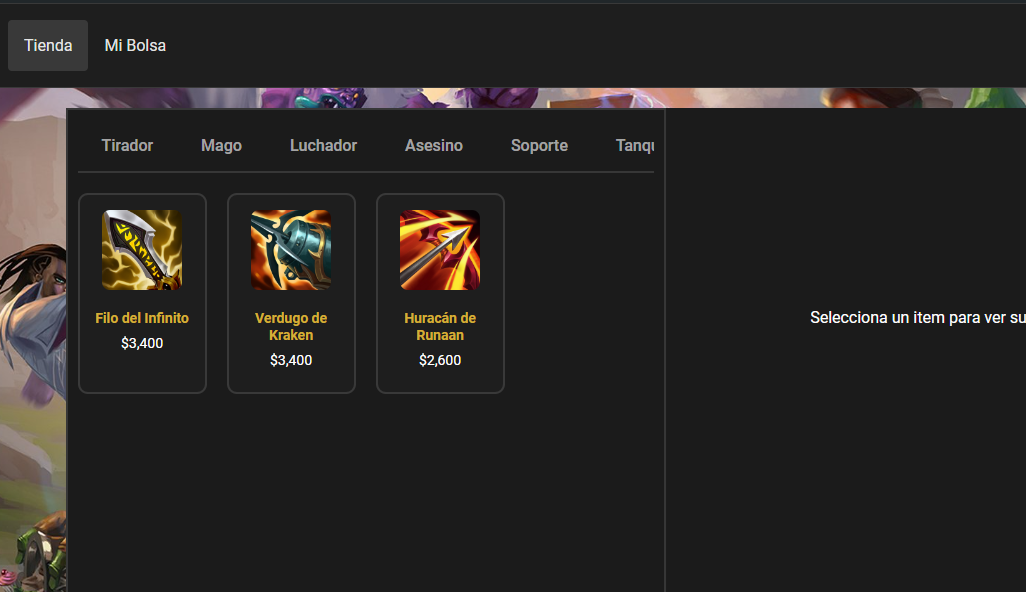 Tienda Mi Bolsa
Tirador Mago Luchador Asesino Soporte Tanqu
Filo del Infinito
$3,400
Verdugo de
Kraken
$3,400
Huracán de
Runaan
$2,600
Selecciona un item para ver su